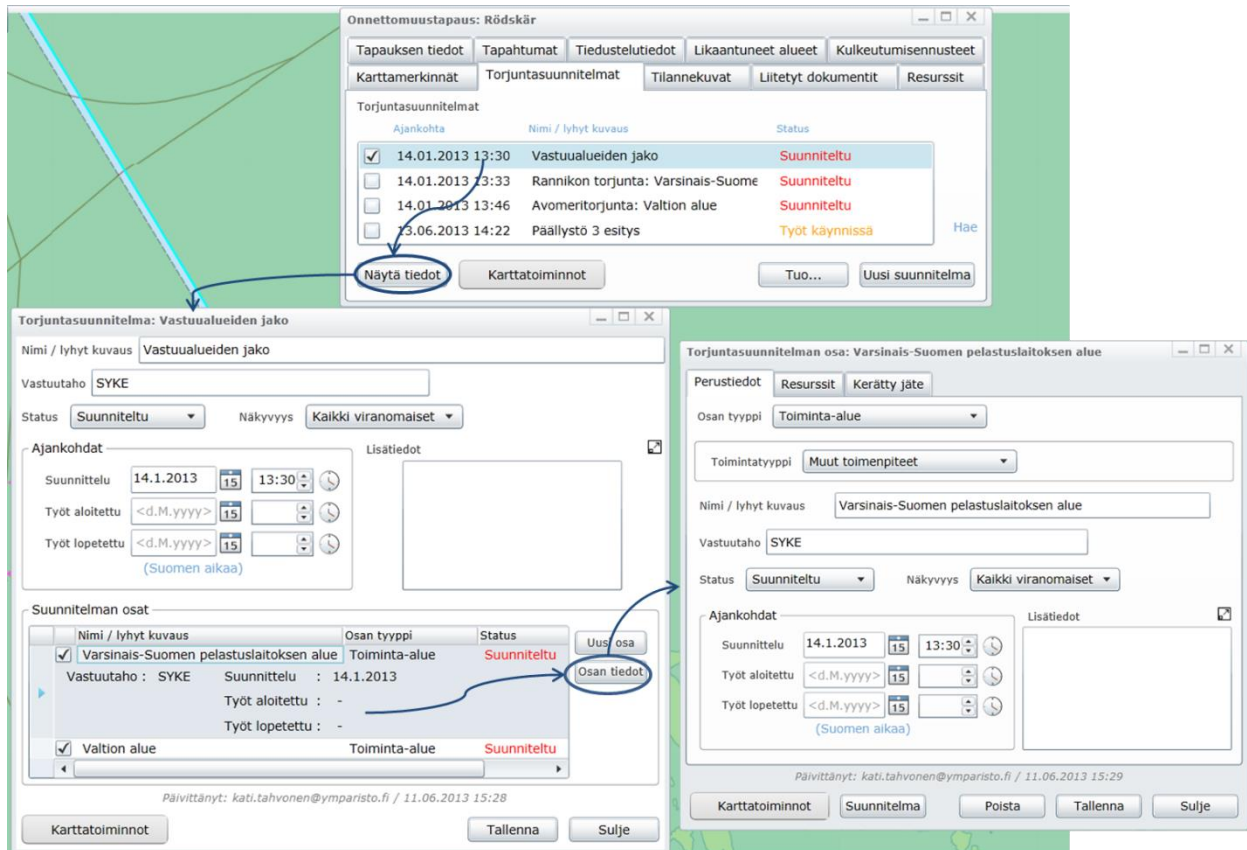 Onnettomuustapaus: Rödskär
Tapauksen tiedot Tapahtumat Tiedustelutiedot Likaantuneet alueet Kulkeutumisennusteet
Karttamerkinnät Torjuntasuunnitelmat Tilannekuvat Liitetyt dokumentit Resurssit
Torjuntasuunnitelmat
Ajankohta Nimi / lyhyt kuvaus Status
14.01.2013 13:30 Vastuualueiden jako Suunniteltu
14.01.2013 13:33 Rannikon torjunta: Varsinais-Suome Suunniteltu
14.01.2013 13:46 Avomeritorjunta: Valtion alue Suunniteltu
13.06.2013 14:22 Päällystö 3 esitys Työt käynnissä
Hae
Näytä tiedot Karttatoiminnot Tuo... Uusi suunnitelma
Torjuntasuunnitelma: Vastuualueiden jako
Nimi / lyhyt kuvaus Vastuualueiden jako
Vastuutaho SYKE
Status Suunniteltu Näkyvyys Kaikki viranomaiset
Ajankohdat Lisätiedot
Suunnittelu 14.1.2013 15 13:30
Työt aloitettu <d.M.yyyy> 15
Työt lopetettu <d.M.yyyy> 15
(Suomen aikaa)
Suunnitelman osat
Nimi / lyhyt kuvaus Osan tyyppi Status
Uusi osa
Varsinais-Suomen pelastuslaitoksen alue Toiminta-alue Suunniteltu
Vastuutaho : SYKE Suunnittelu : 14.1.2013
Osan tiedot
Työt aloitettu : -
Työt lopetettu : -
Valtion alue Toiminta-alue Suunniteltu
Päivittänyt: kati.tahvonen@ymparisto.fi / 11.06.2013 15:28
Karttatoiminnot Tallenna Sulje
Torjuntasuunnitelman osa: Varsinais-Suomen pelastuslaitoksen alue
Perustiedot Resurssit Kerätty jäte
Osan tyyppi Toiminta-alue
Toimintatyyppi Muut toimenpiteet
Nimi / lyhyt kuvaus Varsinais-Suomen pelastuslaitoksen alue
Vastuutaho SYKE
Status Suunniteltu Näkyvyys Kaikki viranomaiset
Ajankohdat Lisätiedot
Suunnittelu 14.1.2013 15 13:30
Työt aloitettu <d.M.yyyy> 15
Työt lopetettu <d.M.yyyy> 15
(Suomen aikaa)
Päivittänyt: kati.tahvonen@ymparisto.fi / 11.06.2013 15:29
Karttatoiminnot Suunnitelma Poista Tallenna Sulje